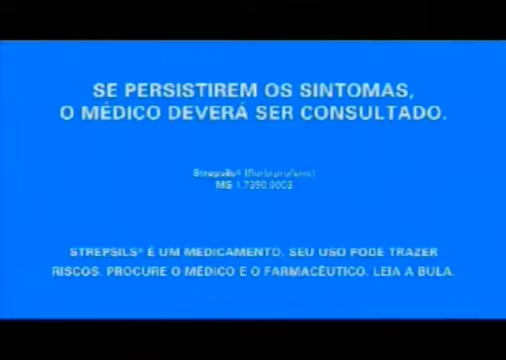 SE PERSISTIREM OS SINTOMAS,
O MÉDICO DEVERÁ SER CONSULTADO.
Strepsils® (flurbiprofeno)
MS 1.7390.0003
STREPSILS® É UM MEDICAMENTO. SEU USO PODE TRAZER
RISCOS. PROCURE O MÉDICO E O FARMACÊUTICO. LEIA A BULA.